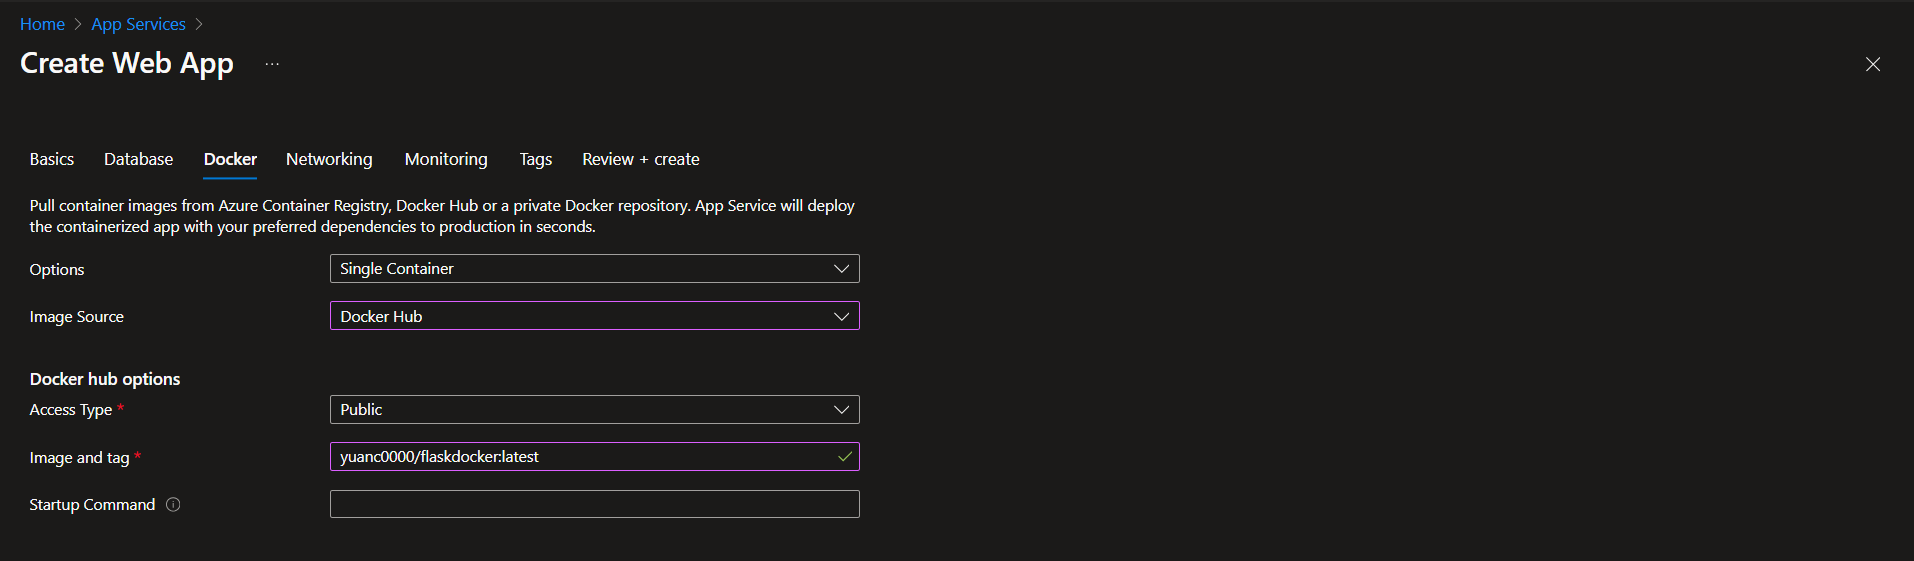 Home > App Services >
Create Web App ...
Basics Database Docker Networking Monitoring Tags Review + create
Pull container images from Azure Container Registry, Docker Hub or a private Docker repository. App Service will deploy
the containerized app with your preferred dependencies to production in seconds.
Options Single Container
Image Source Docker Hub
Docker hub options
Access Type * Public
Image and tag * yuanc0000/flaskdocker:latest
Startup Command